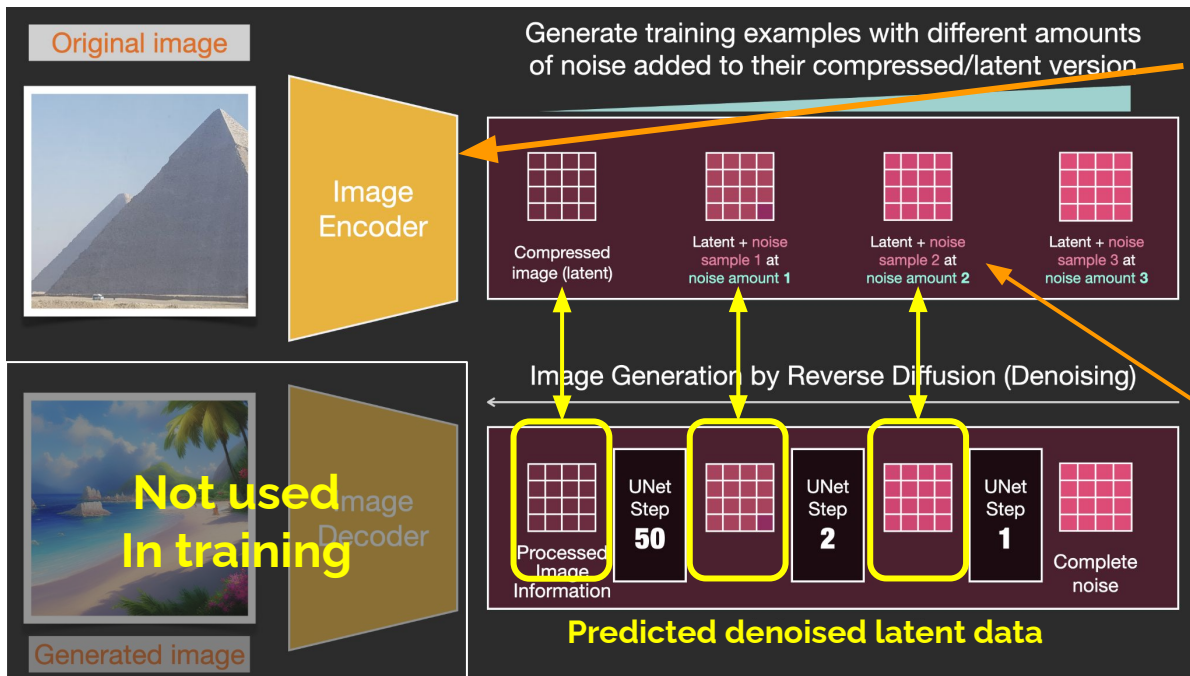 Original image
Generate training examples with different amounts
of noise added to their compressed/latent version
Image
Encoder
Compressed
image (latent)
Latent + noise
sample 1 at
noise amount 1
Latent + noise
sample 2 at
noise amount 2
Latent + noise
sample 3 at
noise amount 3
Image Generation by Reverse Diffusion (Denoising)
Not used
In training
Image
Decoder
Generated image
Processed
Image
Information
UNet
Step
50
UNet
Step
2
UNet
Step
1
Complete
noise
Predicted denoised latent data